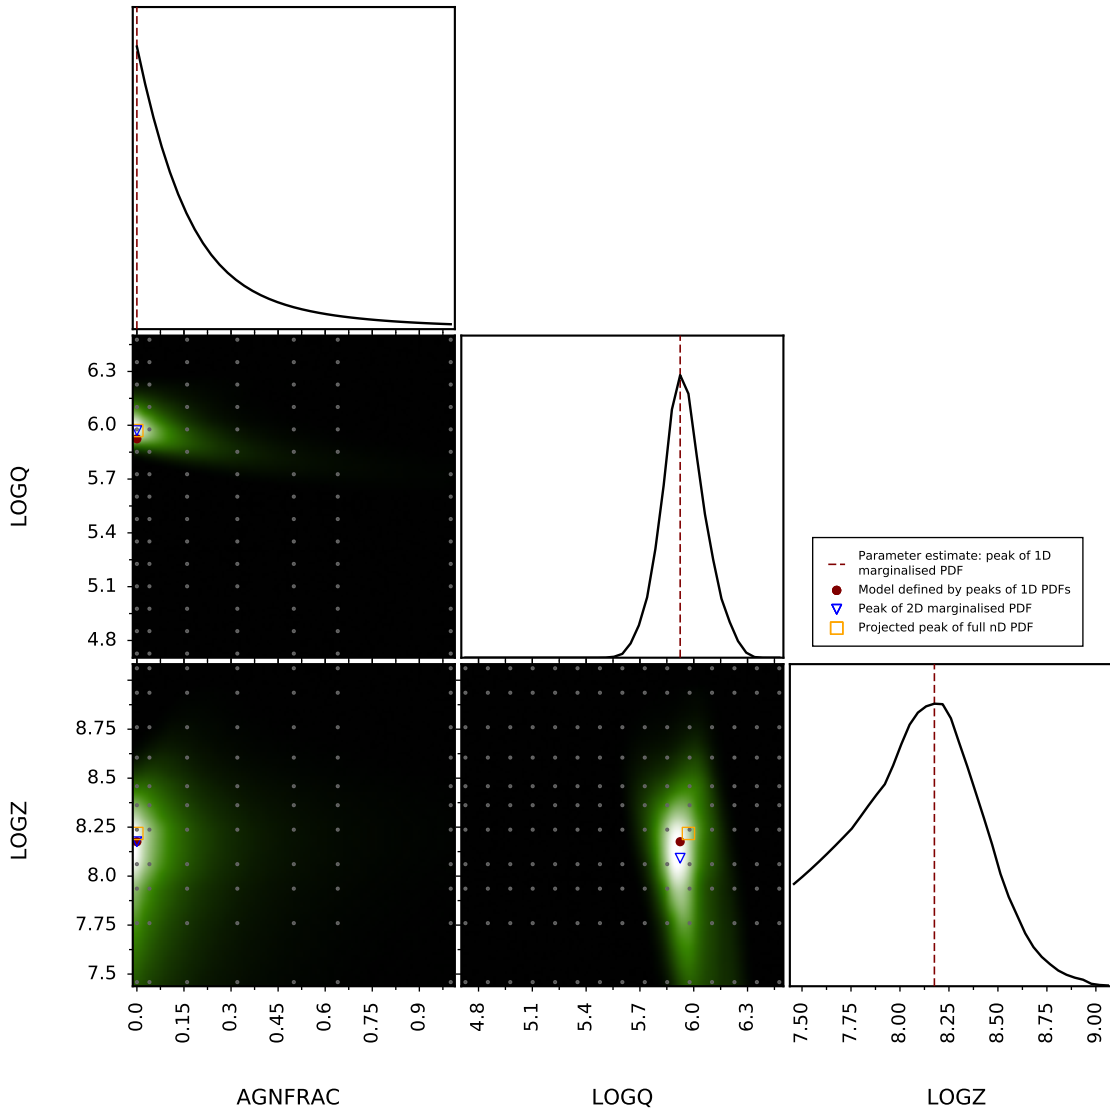 6.3
6.0
5.7
5.4
5.1
4.8
LOGQ
Parameter estimate: peak of 1D
marginalised PDF
Model defined by peaks of 1D PDFs
Peak of 2D marginalised PDF
Projected peak of full nD PDF
8.75
8.5
8.25
8.0
7.75
7.5
LOGZ
0.0 0.15 0.3 0.45 0.6 0.75 0.9
4.8 5.1 5.4 5.7 6.0 6.3
7.50 7.75 8.00 8.25 8.50 8.75 9.00
AGNFRAC LOGQ LOGZ